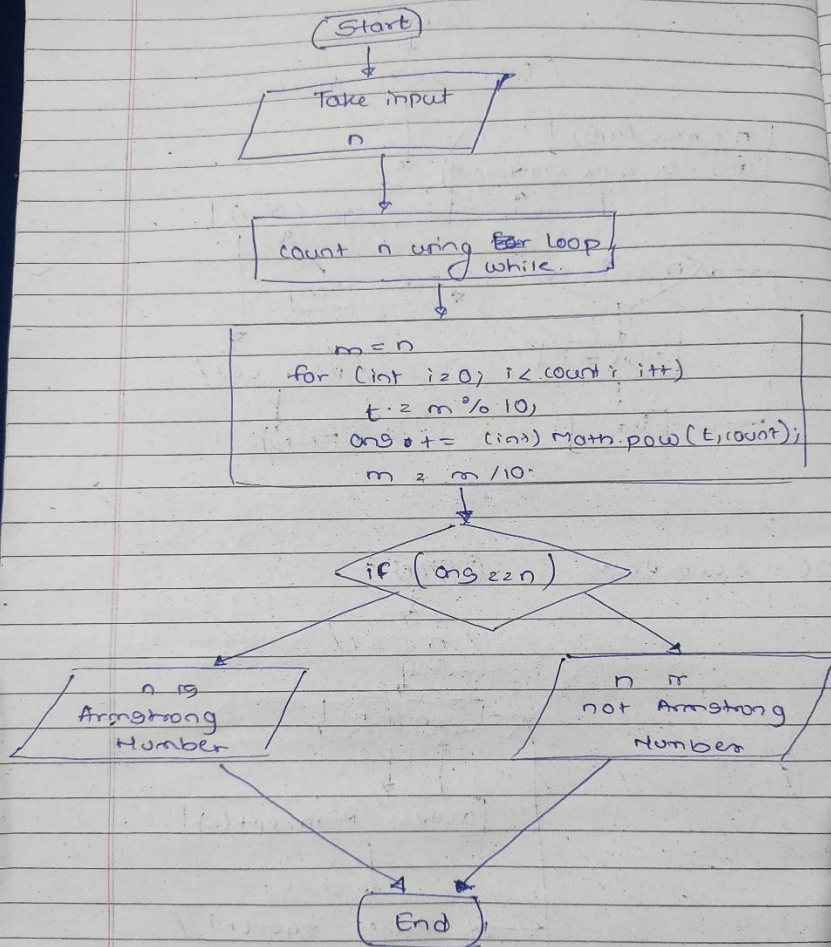 Start
Take input
n
count n using loop
while.
m = n
for (int i=0; i< count; i++)
t = m % 10;
ans += (int) Math.pow(t, count);
m = m /10
if (ans ==n)
n is
Armstrong
Number
n is
not Armstrong
Number
End